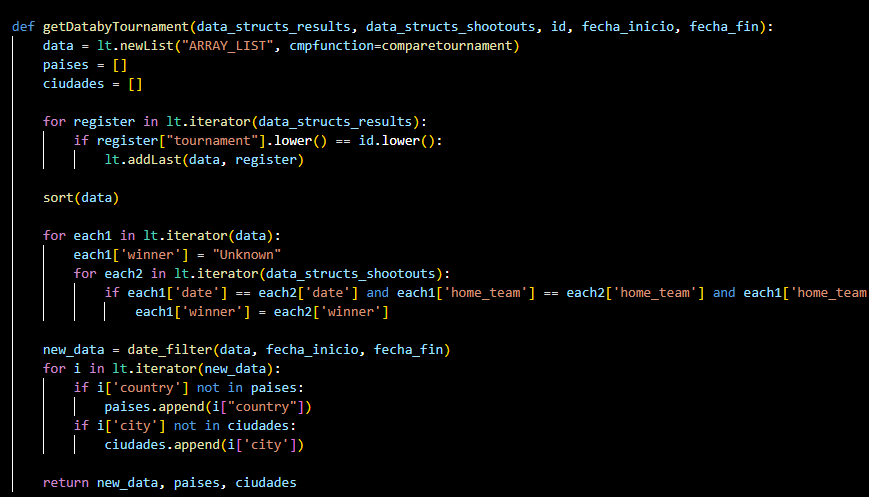 def getDatabyTournament(data_structs_results, data_structs_shootouts, id, fecha_inicio, fecha_fin):
    data = lt.newList("ARRAY_LIST", cmpfunction=comparetournament)
    paises = []
    ciudades = []

    for register in lt.iterator(data_structs_results):
        if register["tournament"].lower() == id.lower():
            lt.addLast(data, register)

    sort(data)

    for each1 in lt.iterator(data):
        each1['winner'] = "Unknown"
        for each2 in lt.iterator(data_structs_shootouts):
            if each1['date'] == each2['date'] and each1['home_team'] == each2['home_team'] and each1['home_team
                each1['winner'] = each2['winner']

    new_data = date_filter(data, fecha_inicio, fecha_fin)
    for i in lt.iterator(new_data):
        if i['country'] not in paises:
            paises.append(i["country"])
        if i['city'] not in ciudades:
            ciudades.append(i['city'])

    return new_data, paises, ciudades